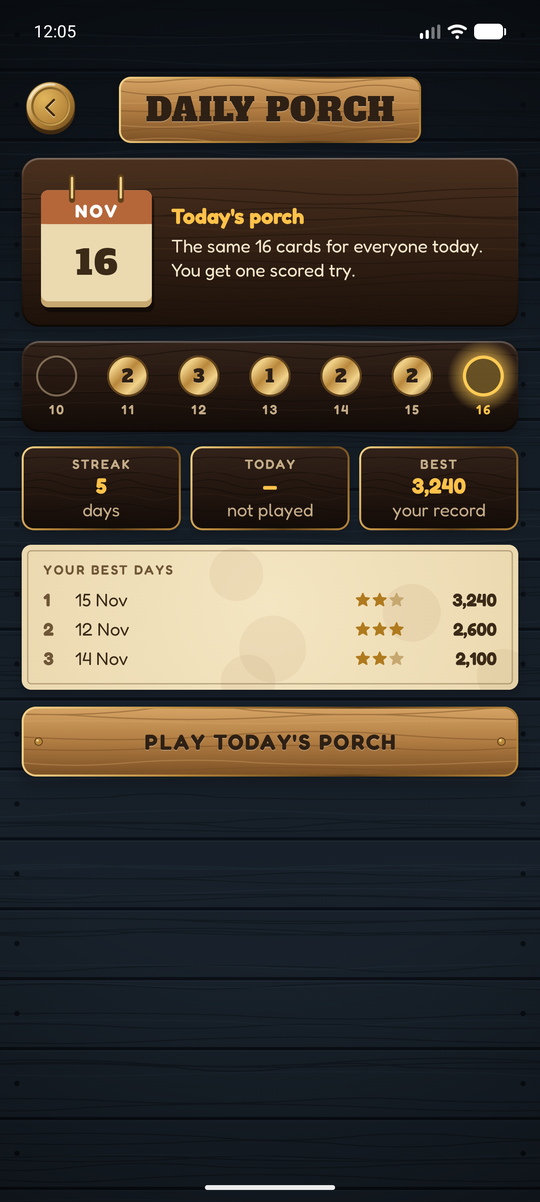 12:05
DAILY PORCH
NOV
16
Today's porch
The same 16 cards for everyone today.
You get one scored try.
2 3 1 2 2
10 11 12 13 14 15 16
STREAK
5
days
TODAY
–
not played
BEST
3,240
your record
YOUR BEST DAYS
1 15 Nov 3,240
2 12 Nov 2,600
3 14 Nov 2,100
PLAY TODAY'S PORCH